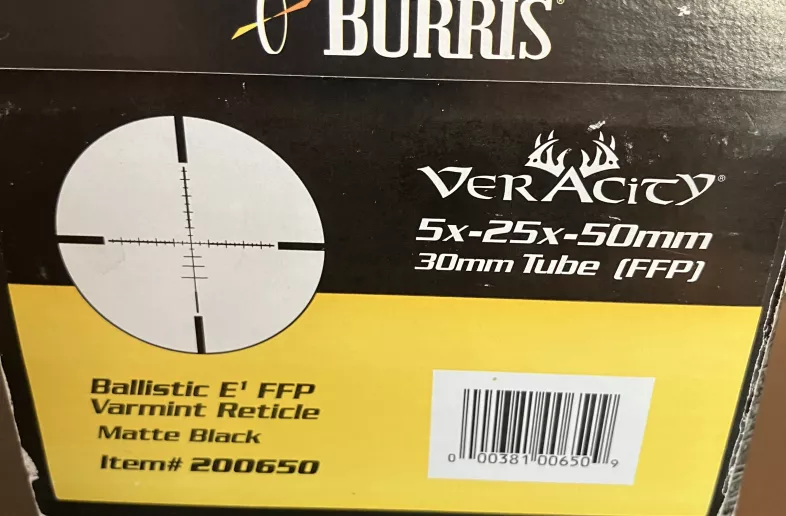 BURRIS®
VERACITY®
5x-25x-50mm
30mm Tube (FFP)
Ballistic E¹ FFP
Varmint Reticle
Matte Black
Item# 200650
0 00381 00650 9